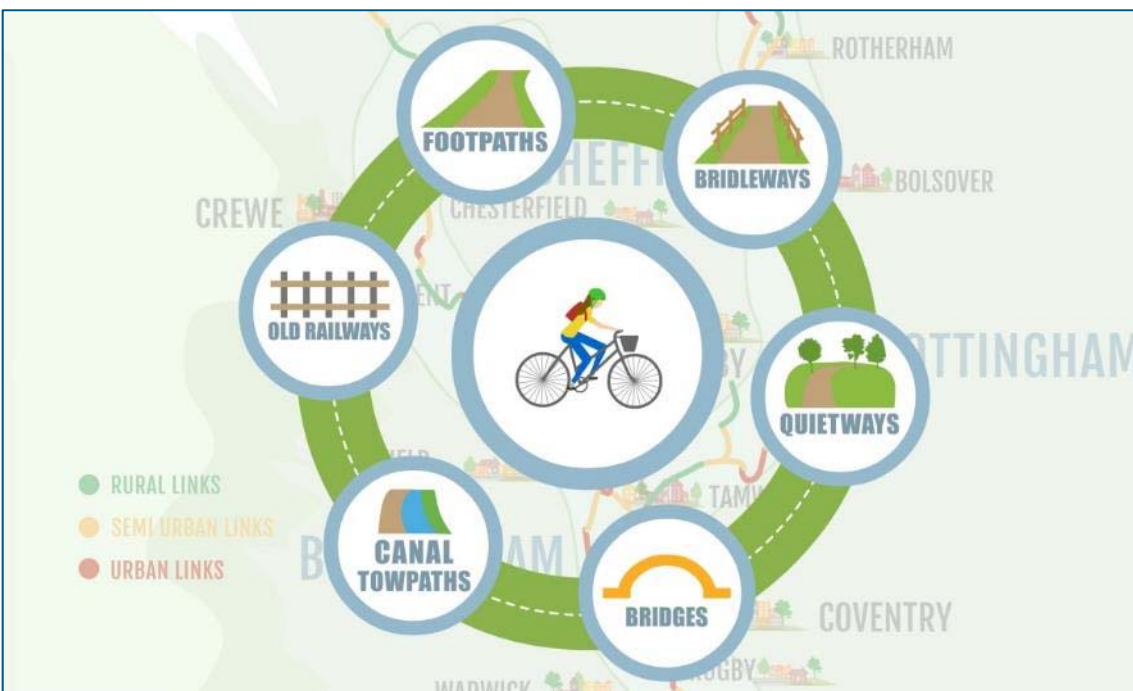 ROTHERHAM
FOOTPATHS
BRIDLEWAYS
BOLSOVER
CREWE
CHESTERFIELD
OLD RAILWAYS
QUIETWAYS
RURAL LINKS
SEMI URBAN LINKS
URBAN LINKS
CANAL
TOWPATHS
BRIDGES
COVENTRY